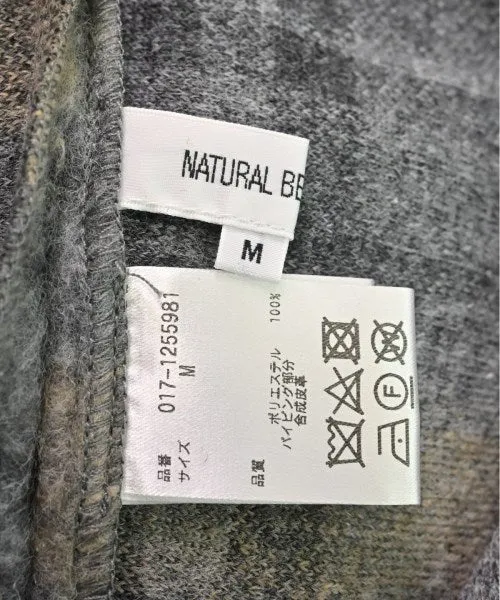 NATURAL BE
M
品番 017-1255981
サイズ M
品質 ポリエステル 100%
パイピング部分
合成皮革
F